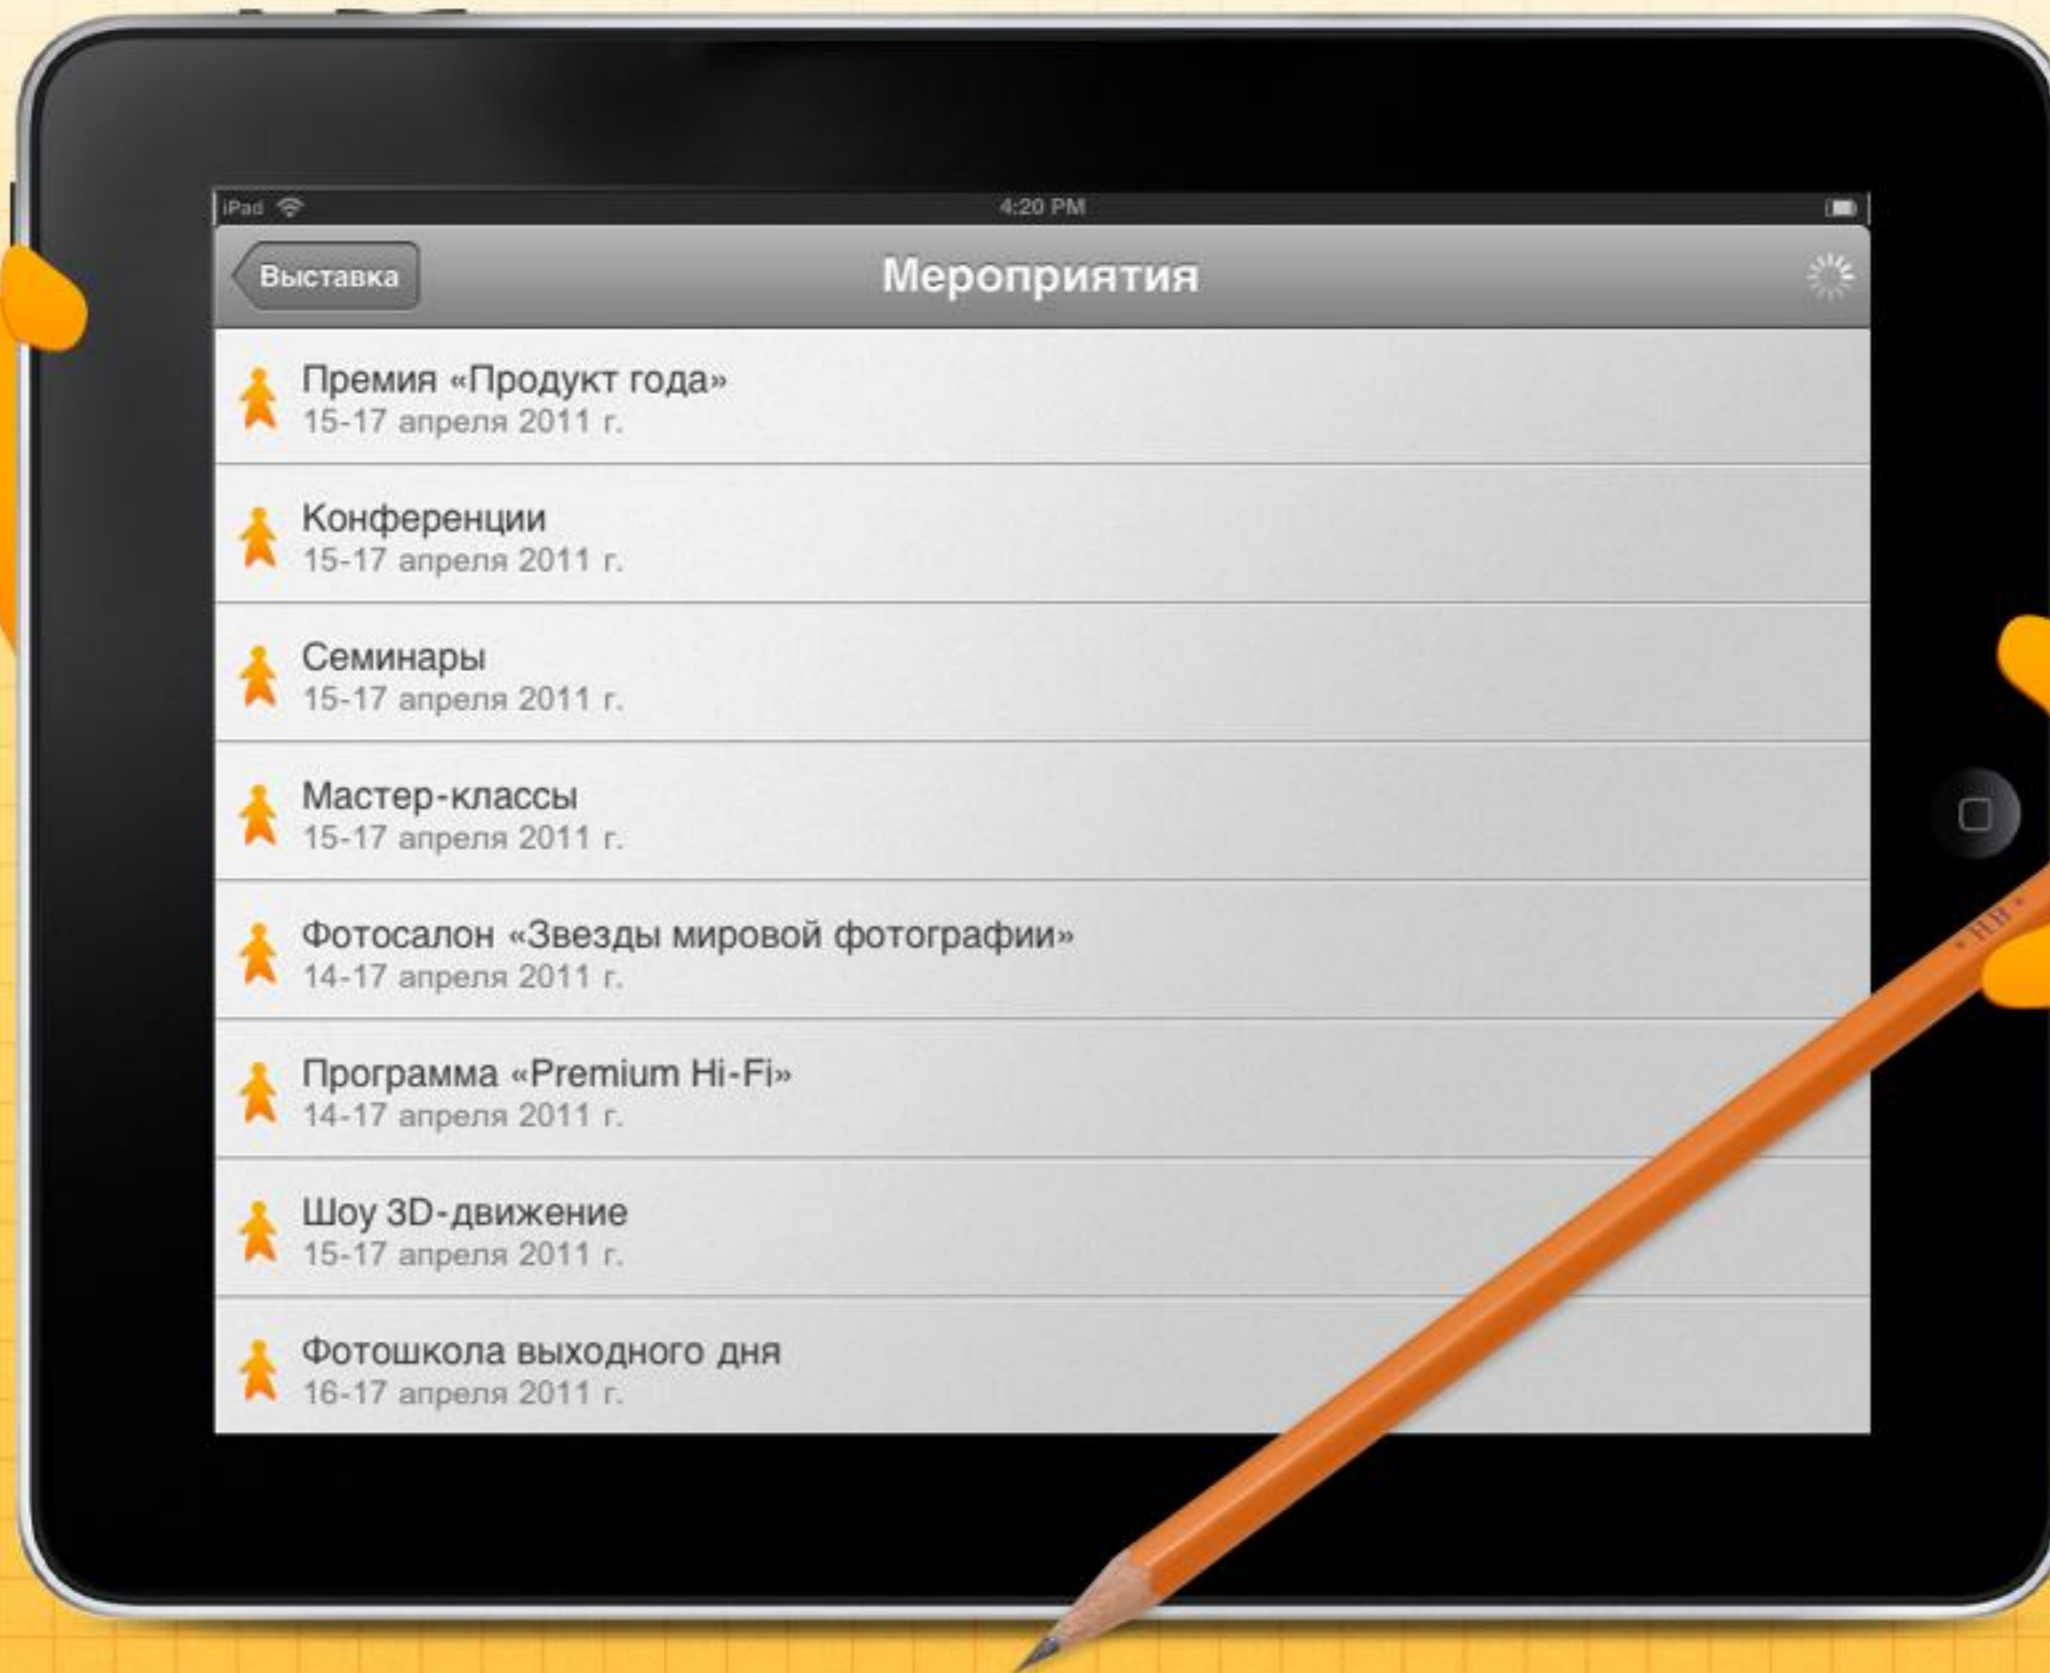 iPad
4:20 PM
Выставка
Мероприятия
Премия «Продукт года»
15-17 апреля 2011 г.
Конференции
15-17 апреля 2011 г.
Семинары
15-17 апреля 2011 г.
Мастер-классы
15-17 апреля 2011 г.
Фотосалон «Звезды мировой фотографии»
14-17 апреля 2011 г.
Программа «Premium Hi-Fi»
14-17 апреля 2011 г.
Шоу 3D-движение
15-17 апреля 2011 г.
Фотошкола выходного дня
16-17 апреля 2011 г.
• HB •